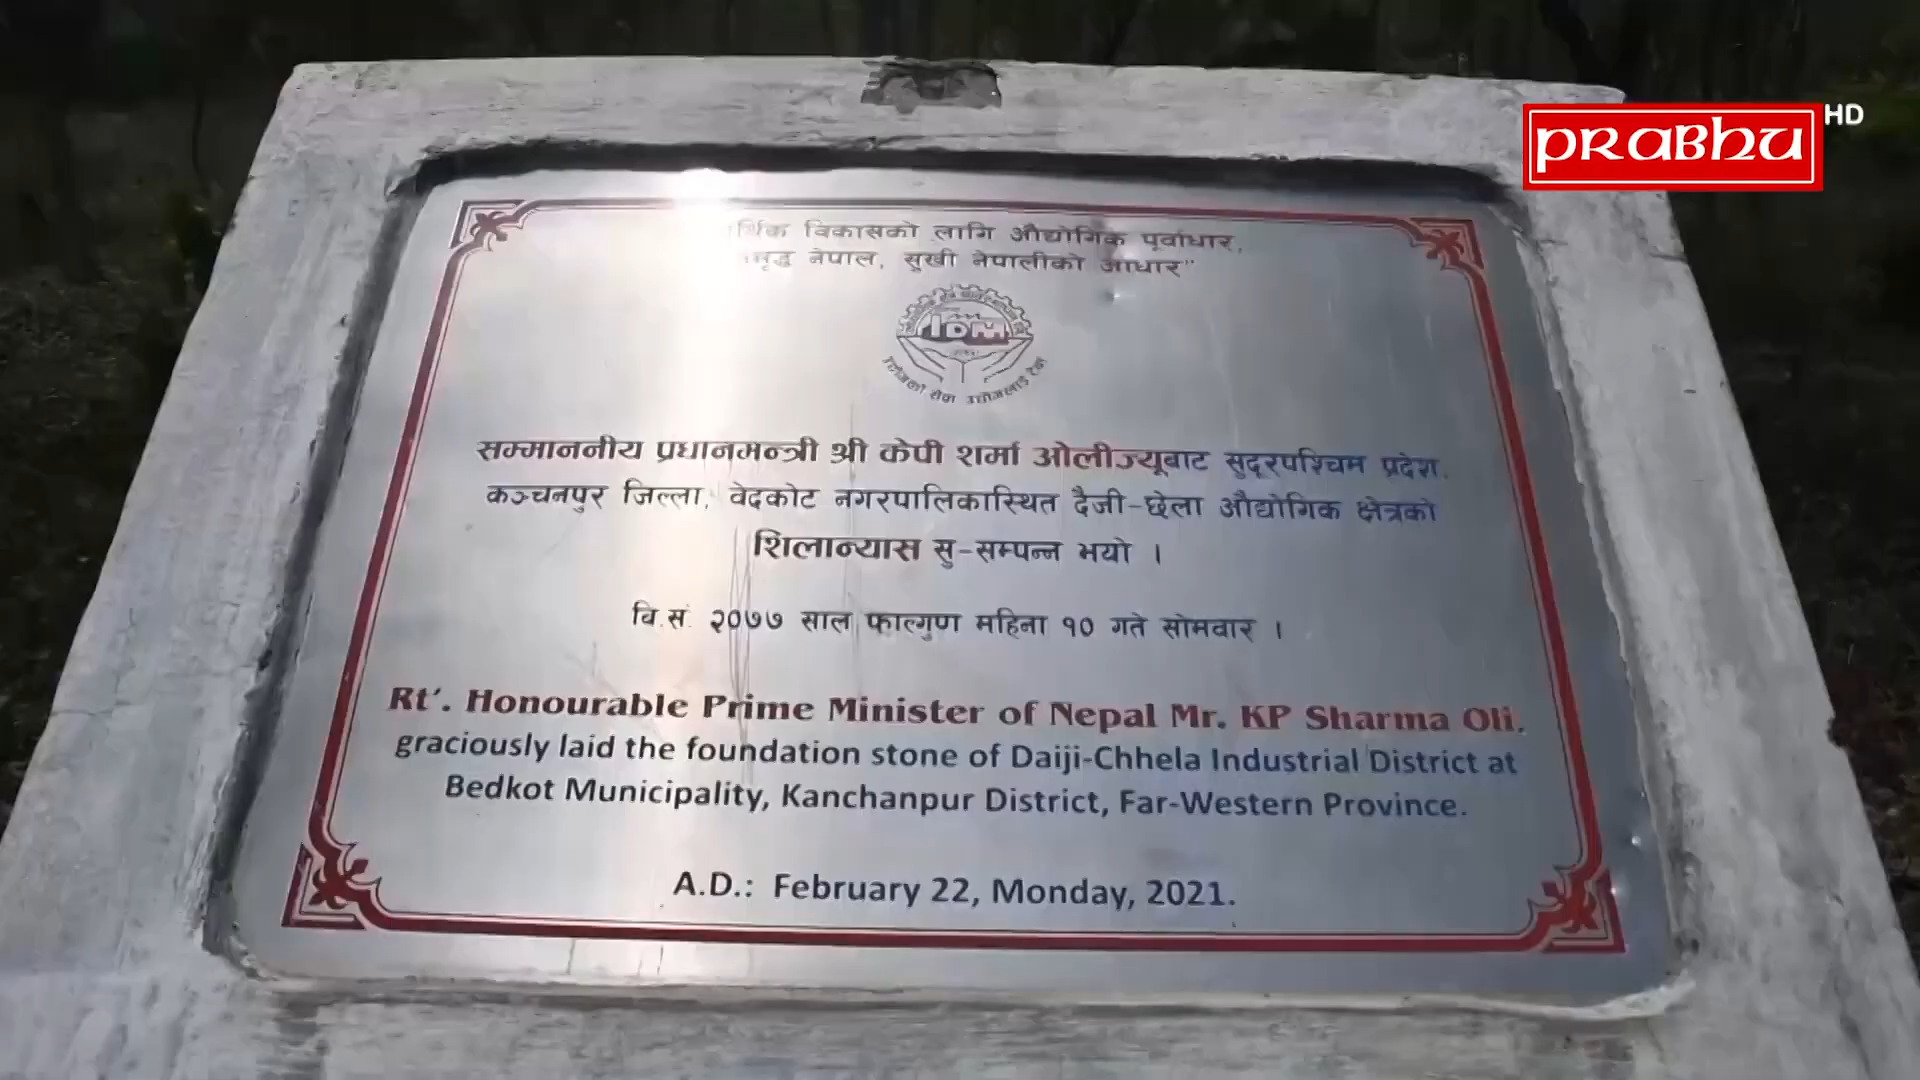 PRABHU HD
विकासको लागि औद्योगिक पूर्वाधार,
नेपाल, सुखी नेपालीको आधार"
IDM
सम्माननीय प्रधानमन्त्री श्री केपी शर्मा ओलीज्यूबाट सुदूरपश्चिम प्रदेश,
कञ्चनपुर जिल्ला, वेदकोट नगरपालिकास्थित दैजी-छेला औद्योगिक क्षेत्रको
शिलान्यास सु-सम्पन्न भयो ।
वि.सं. २०७७ साल फाल्गुण महिना १० गते सोमवार ।
Rt'. Honourable Prime Minister of Nepal Mr. KP Sharma Oli,
graciously laid the foundation stone of Daiji-Chhela Industrial District at
Bedkot Municipality, Kanchanpur District, Far-Western Province.
A.D.: February 22, Monday, 2021.